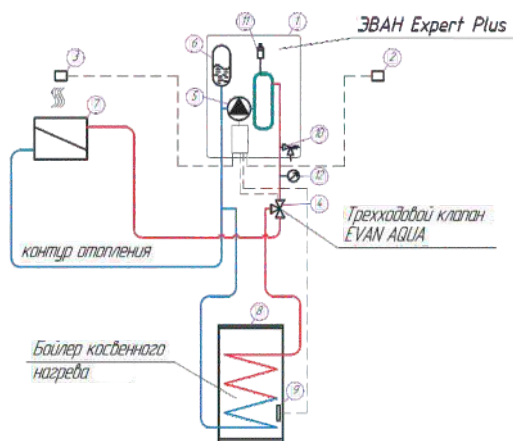 11
1
ЭВАН Expert Plus
6
3
2
5
7
10
12
4
Трехходовой клапан
EVAN AQUA
контур отопления
8
Бойлер косвенного
нагрева
9